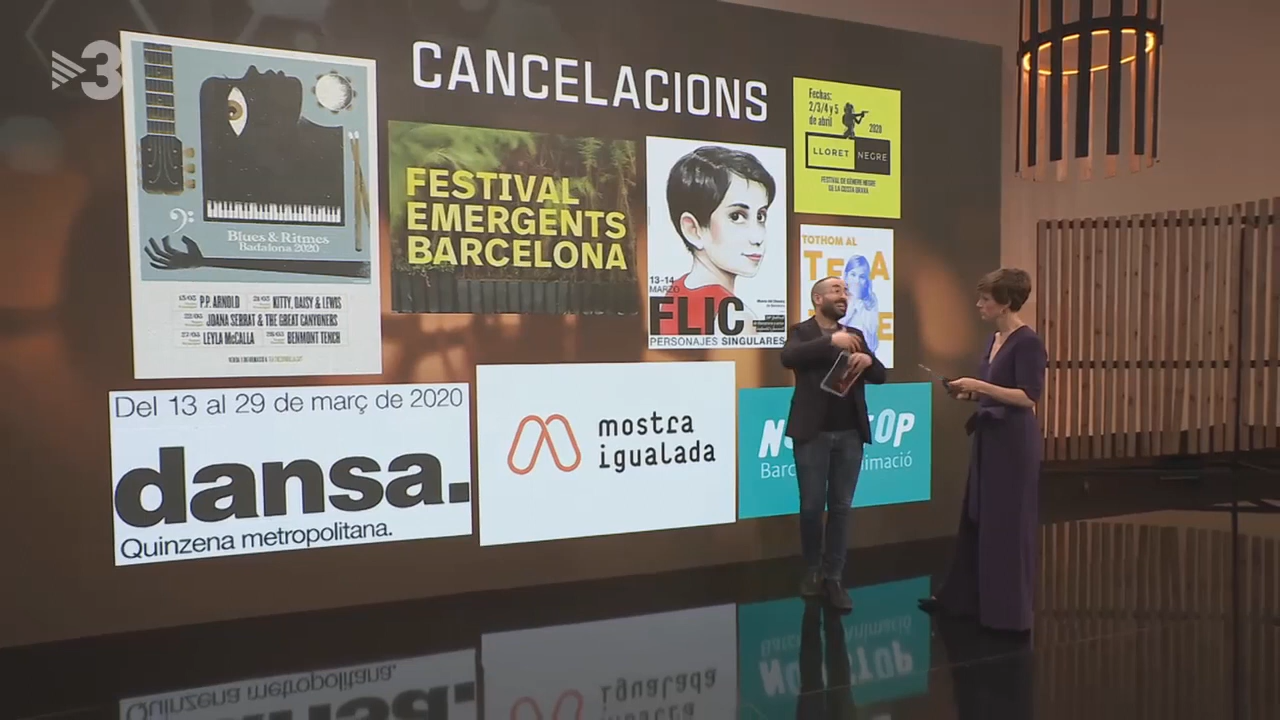 3
CANCELACIONS
Blues & Ritmes
Badalona 2020
P.P. ARNOLD
KITTY, DAISY & LEWIS
JOANA SERRAT & THE GREAT CANYONERS
LEYLA McCALLA
BENMONT TENCH
FESTIVAL
EMERGENTS
BARCELONA
13-14
MARZO
FLIC
PERSONAJES SINGULARES
Fechas:
2/3/4 y 5
de abril
2020
LLORET NEGRE
FESTIVAL DE GÈNERE NEGRE
DE LA COSTA BRAVA
TOTHOM AL
Del 13 al 29 de març de 2020
dansa.
Quinzena metropolitana.
mostra
igualada